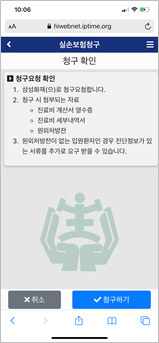 10:06
AA
hiwebnet.iptime.org
실손보험청구
청구 확인
청구요청 확인
1. 삼성화재(으)로 청구요청합니다.
2. 청구 시 첨부되는 자료
진료비 계산서 영수증
진료비 세부내역서
원외처방전
3. 원외처방전이 없는 입원환자인 경우 진단정보가 있
는 서류를 추가로 요구 받을 수 있습니다.
취소
청구하기